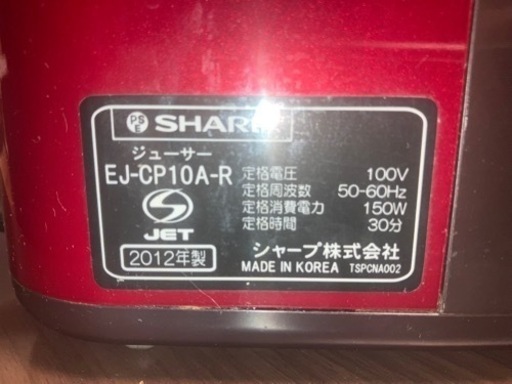 PS E SHARP
ジューサー
EJ-CP10A-R
JET
2012年製
定格電圧 100V
定格周波数 50-60Hz
定格消費電力 150W
定格時間 30分
シャープ株式会社
MADE IN KOREA TSPCNA002